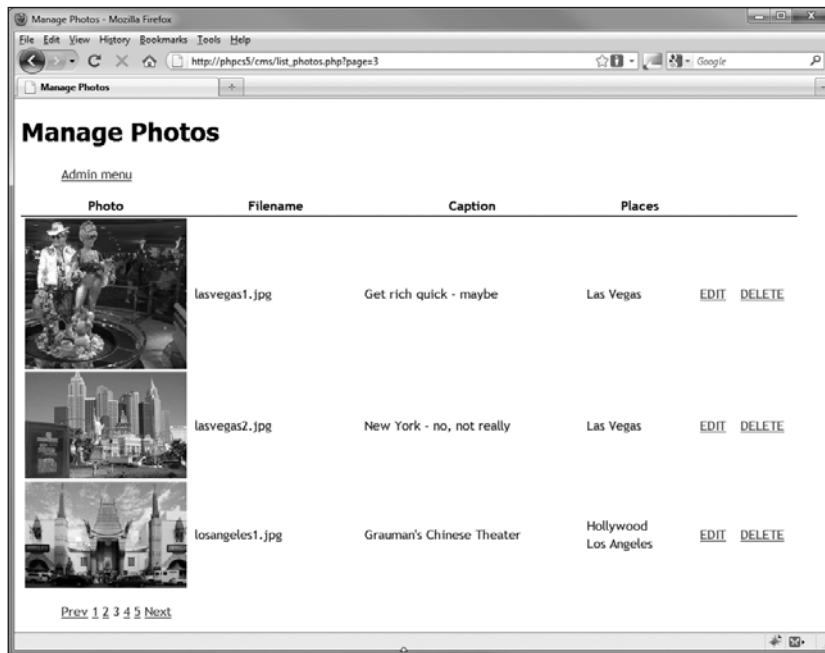 Manage Photos - Mozilla Firefox
File Edit View History Bookmarks Tools Help
http://phpcs5/cms/list_photos.php?page=3
Google
Manage Photos
Manage Photos
Admin menu
Photo Filename Caption Places
lasvegas1.jpg Get rich quick - maybe Las Vegas EDIT DELETE
lasvegas2.jpg New York - no, not really Las Vegas EDIT DELETE
losangeles1.jpg Grauman's Chinese Theater Hollywood
Los Angeles EDIT DELETE
Prev 1 2 3 4 5 Next